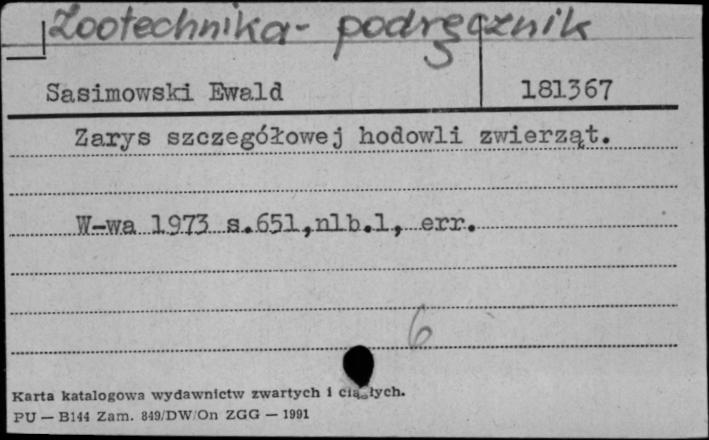 Zootechnika - podręcznik
Sasimowski Ewald 181367
Zarys szczegółowej hodowli zwierząt.
W-wa 1973 s.651,nlb.1, err.
6
Karta katalogowa wydawnictw zwartych i ciągłych.
PU — B144 Zam. 849/DW/On ZGG — 1991